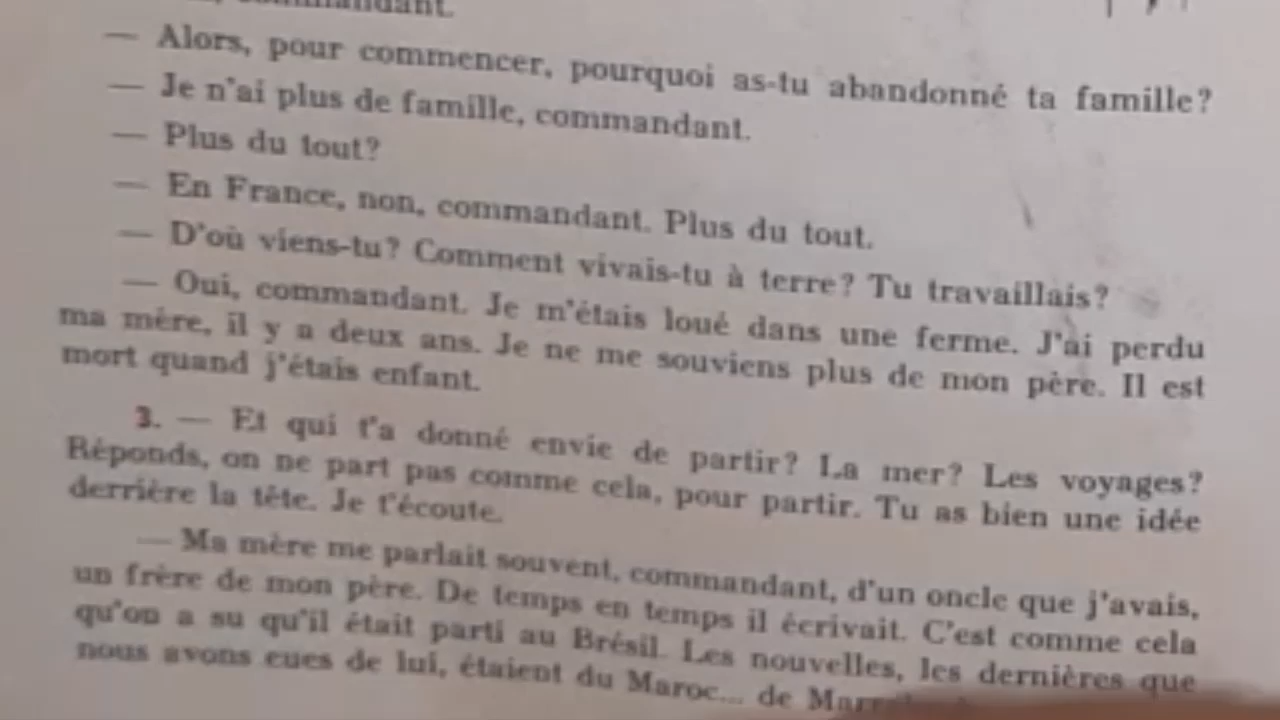 commandant.
— Alors, pour commencer, pourquoi as-tu abandonné ta famille?
— Je n'ai plus de famille, commandant.
— Plus du tout?
— En France, non, commandant. Plus du tout.
— D'où viens-tu? Comment vivais-tu à terre? Tu travaillais?
— Oui, commandant. Je m'étais loué dans une ferme. J'ai perdu
ma mère, il y a deux ans. Je ne me souviens plus de mon père. Il est
mort quand j'étais enfant.
3. — Et qui t'a donné envie de partir? La mer? Les voyages?
Réponds, on ne part pas comme cela, pour partir. Tu as bien une idée
derrière la tête. Je t'écoute.
— Ma mère me parlait souvent, commandant, d'un oncle que j'avais,
un frère de mon père. De temps en temps il écrivait. C'est comme cela
qu'on a su qu'il était parti au Brésil. Les nouvelles, les dernières que
nous avons eues de lui, étaient du Maroc... de